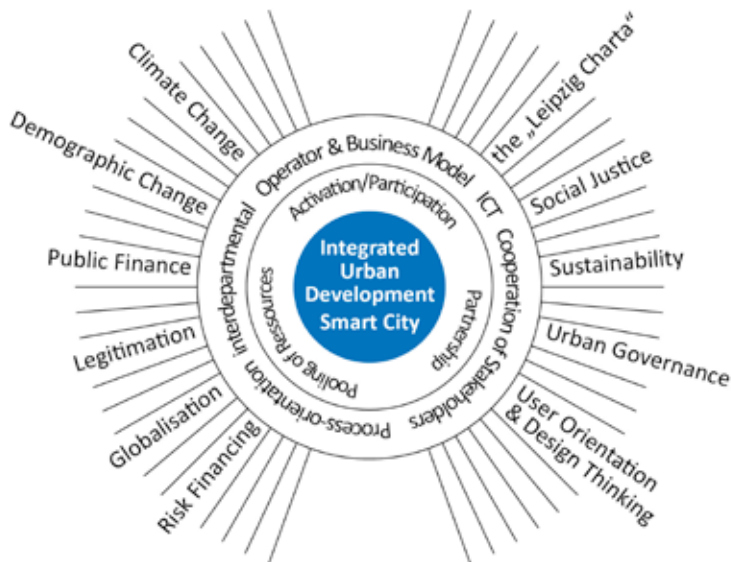 Climate Change
Demographic Change
Public Finance
Legitimation
Globalisation
Risk Financing
the „Leipzig Charta“
Social Justice
Sustainability
Urban Governance
User Orientation
& Design Thinking
Operator & Business Model
ICT
Cooperation of Stakeholders
Process-orientation
interdepartmental
Activation/Participation
Partnership
Pooling of Ressources
Integrated
Urban
Development
Smart City